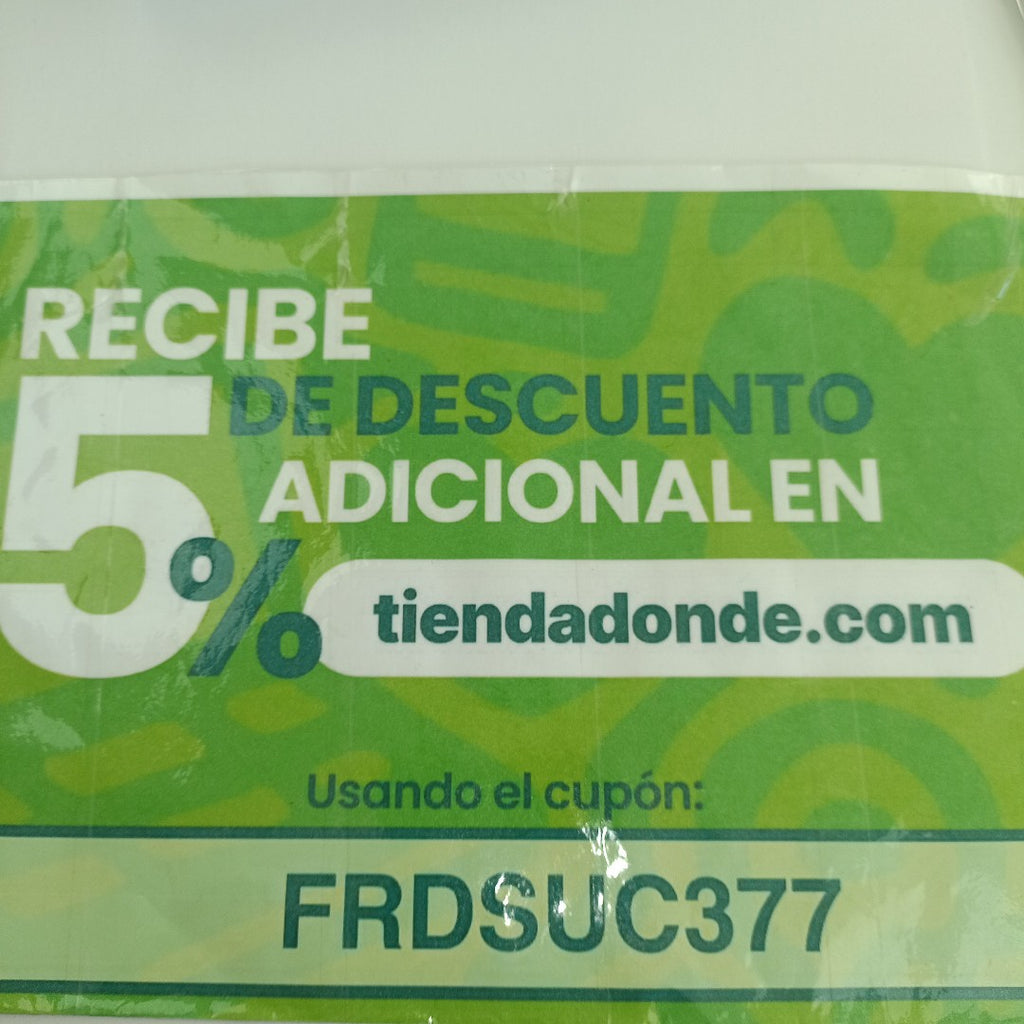 RECIBE
5% DE DESCUENTO
ADICIONAL EN
tiendadonde.com
Usando el cupón:
FRDSUC377